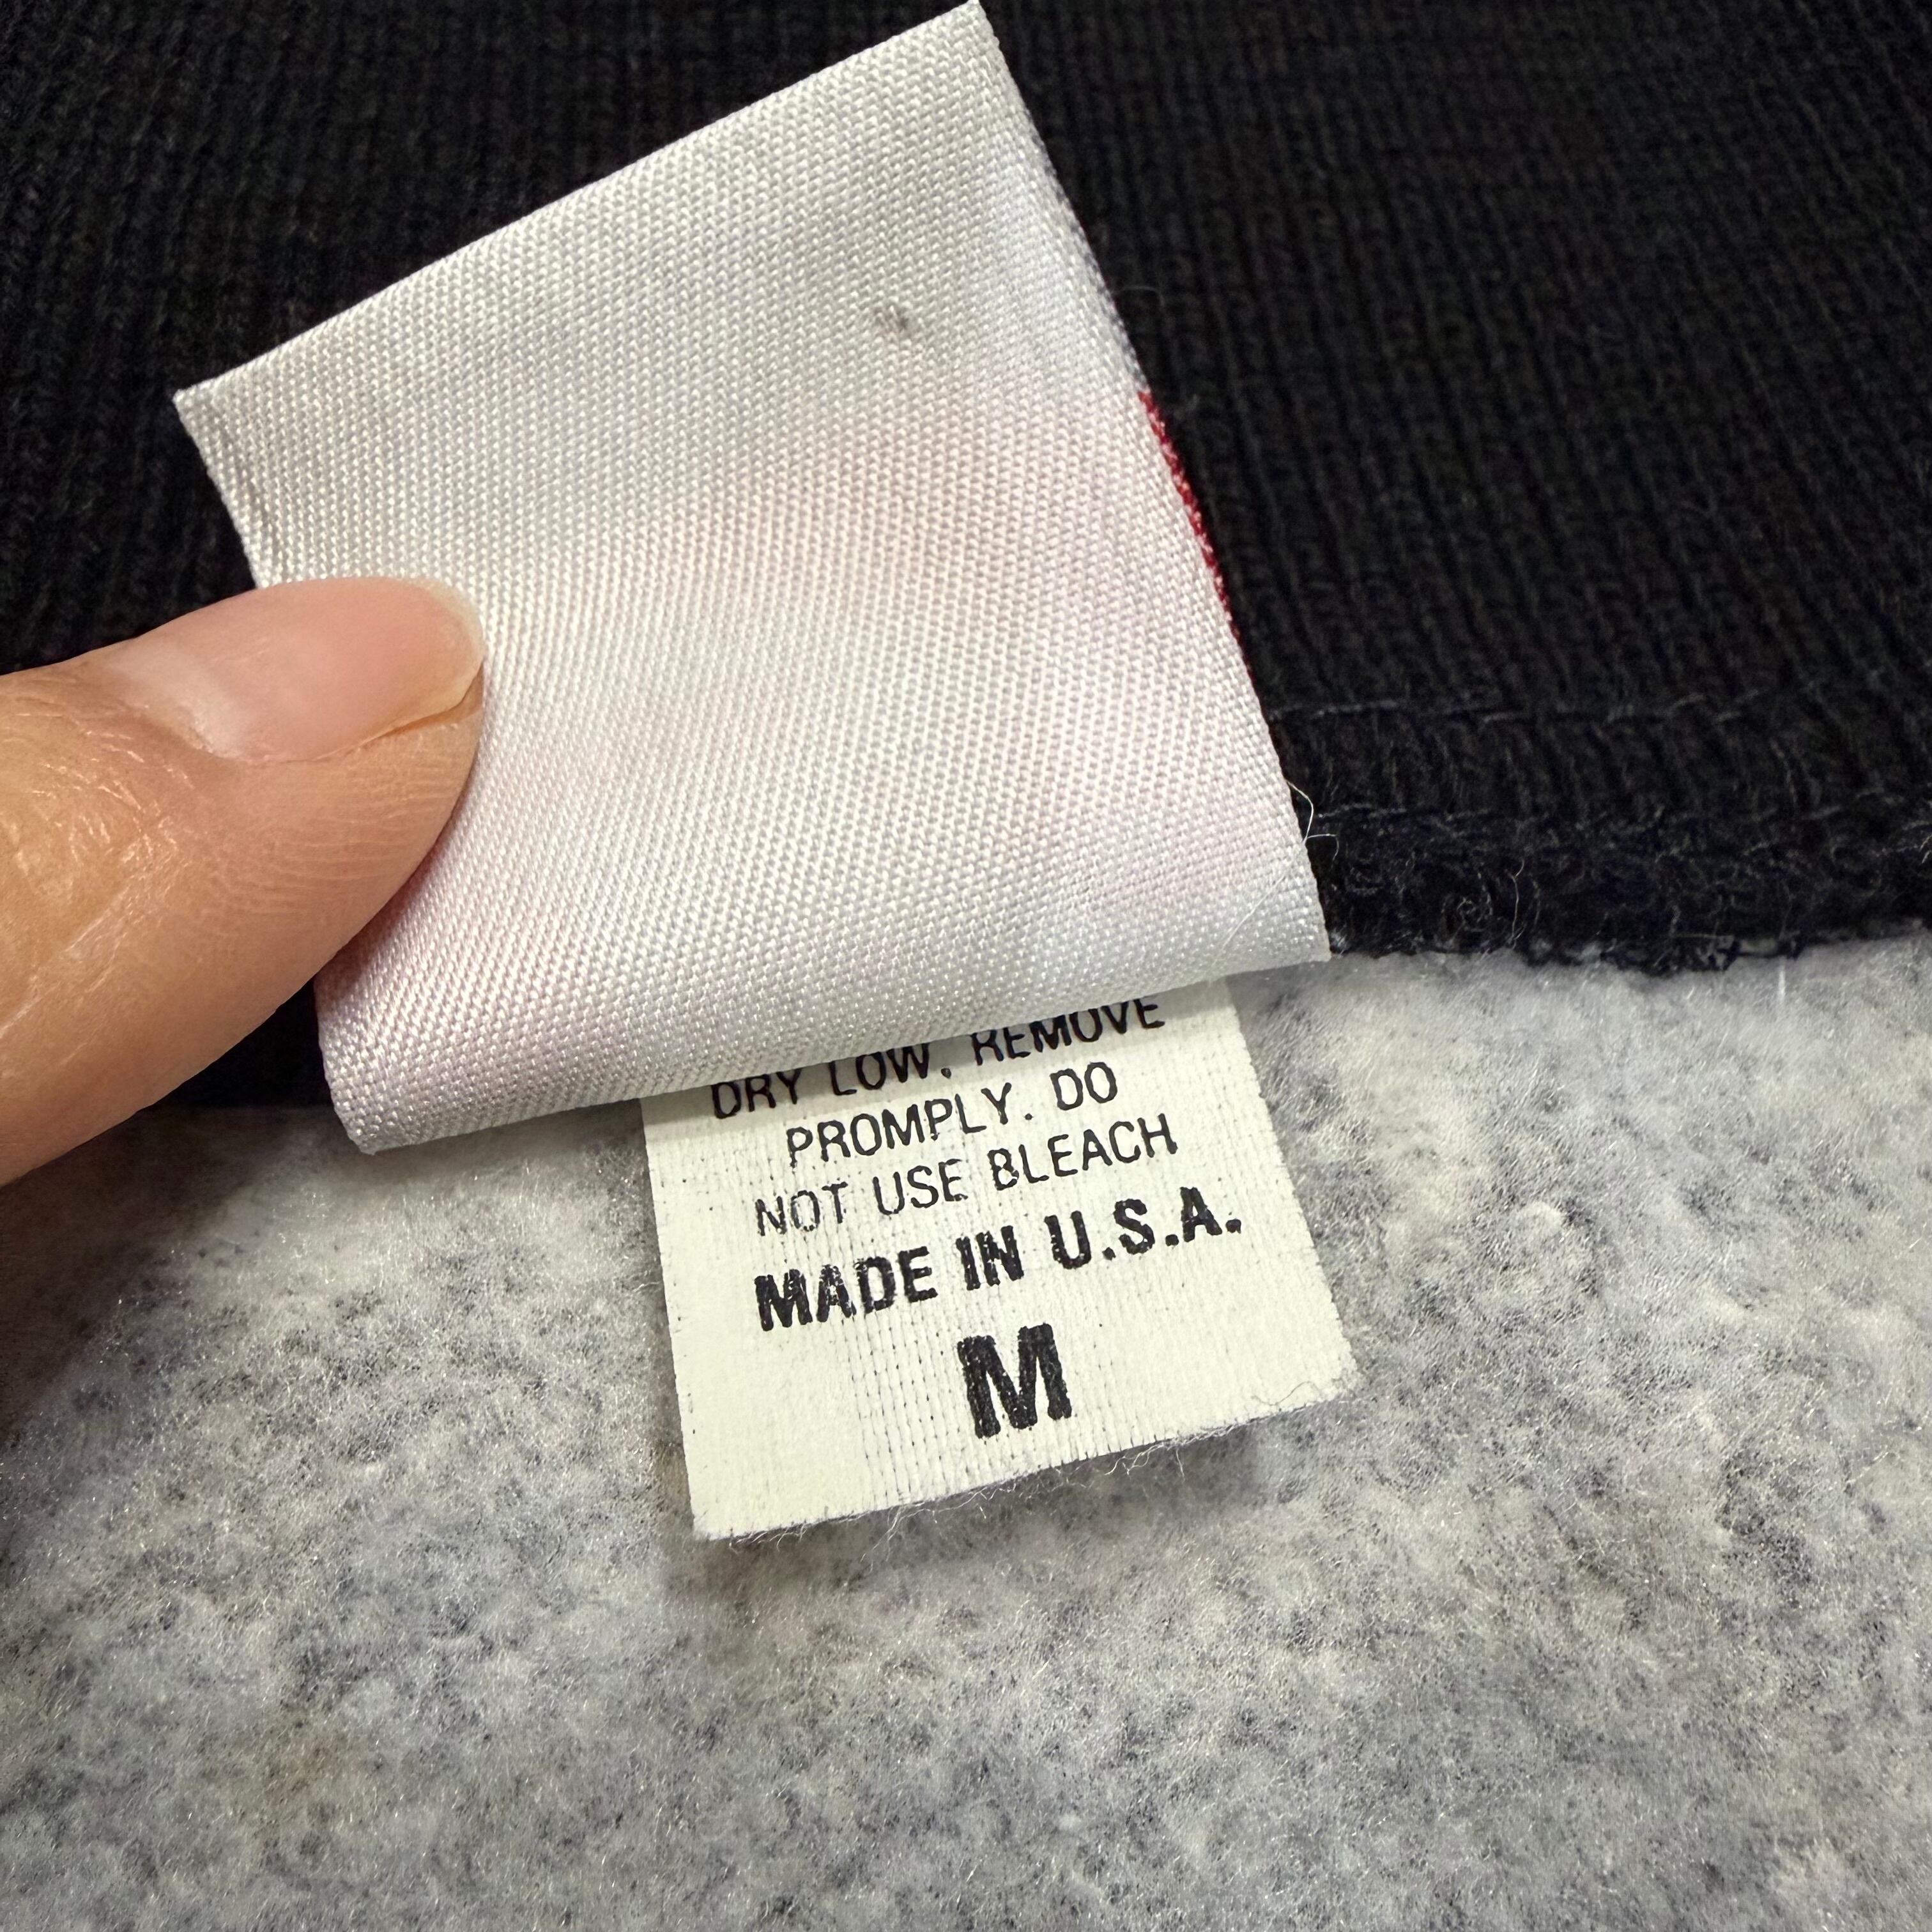 DRY LOW. REMOVE
PROMPLY. DO
NOT USE BLEACH
MADE IN U.S.A.
M